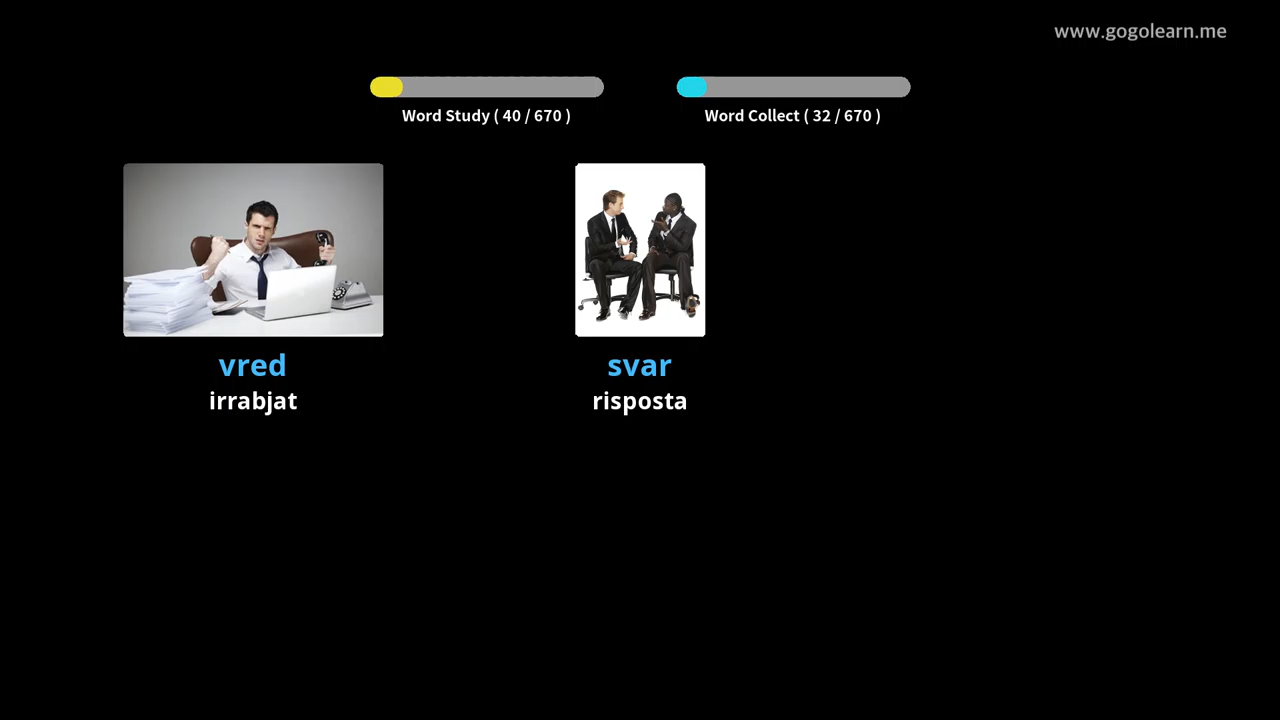 www.gogolearn.me
Word Study ( 40 / 670 )
Word Collect ( 32 / 670 )
vred
irrabjat
svar
risposta